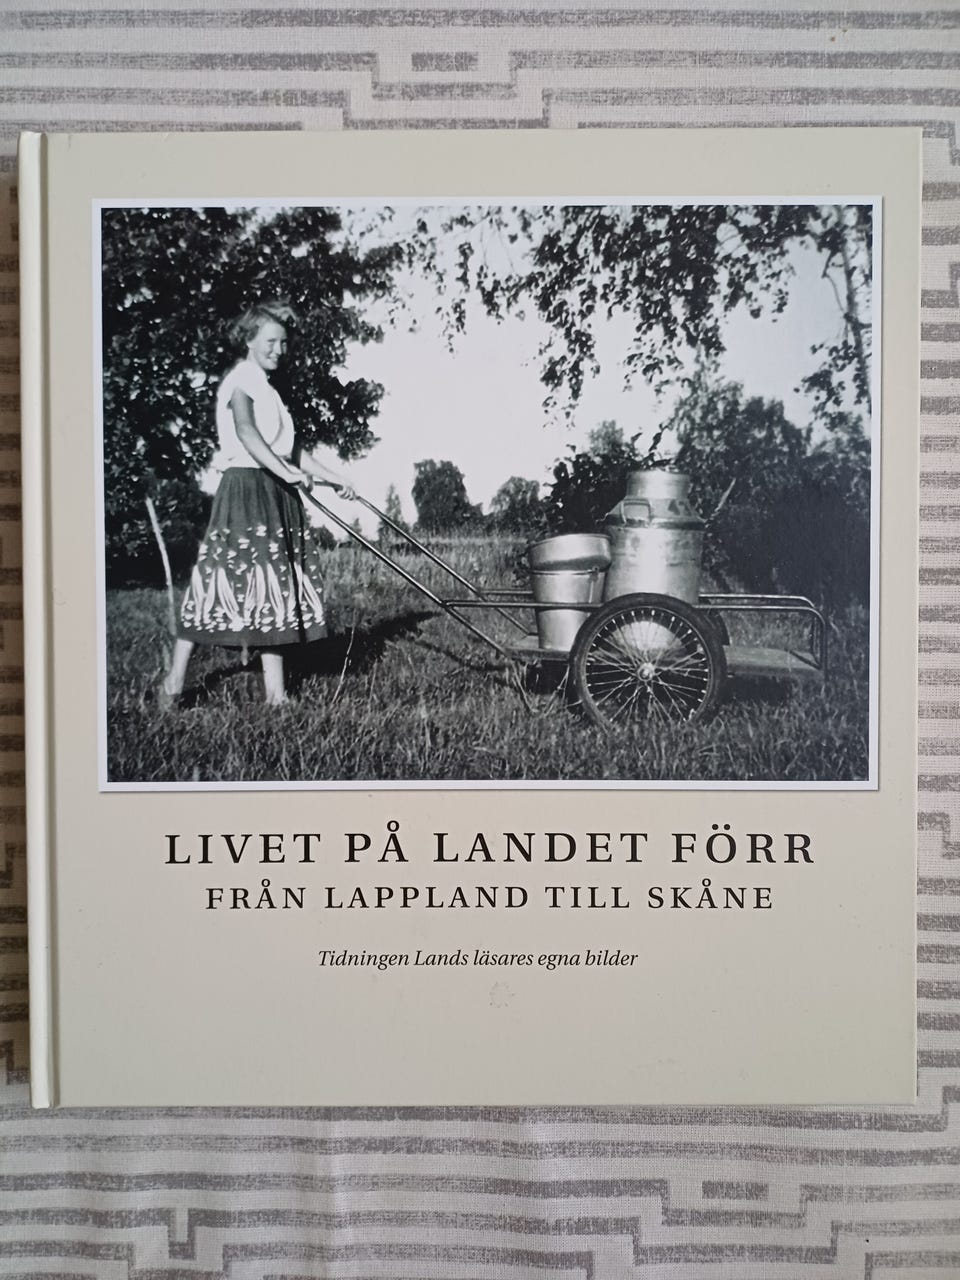 LIVET PÅ LANDET FÖRR
FRÅN LAPPLAND TILL SKÅNE
Tidningen Lands läsares egna bilder